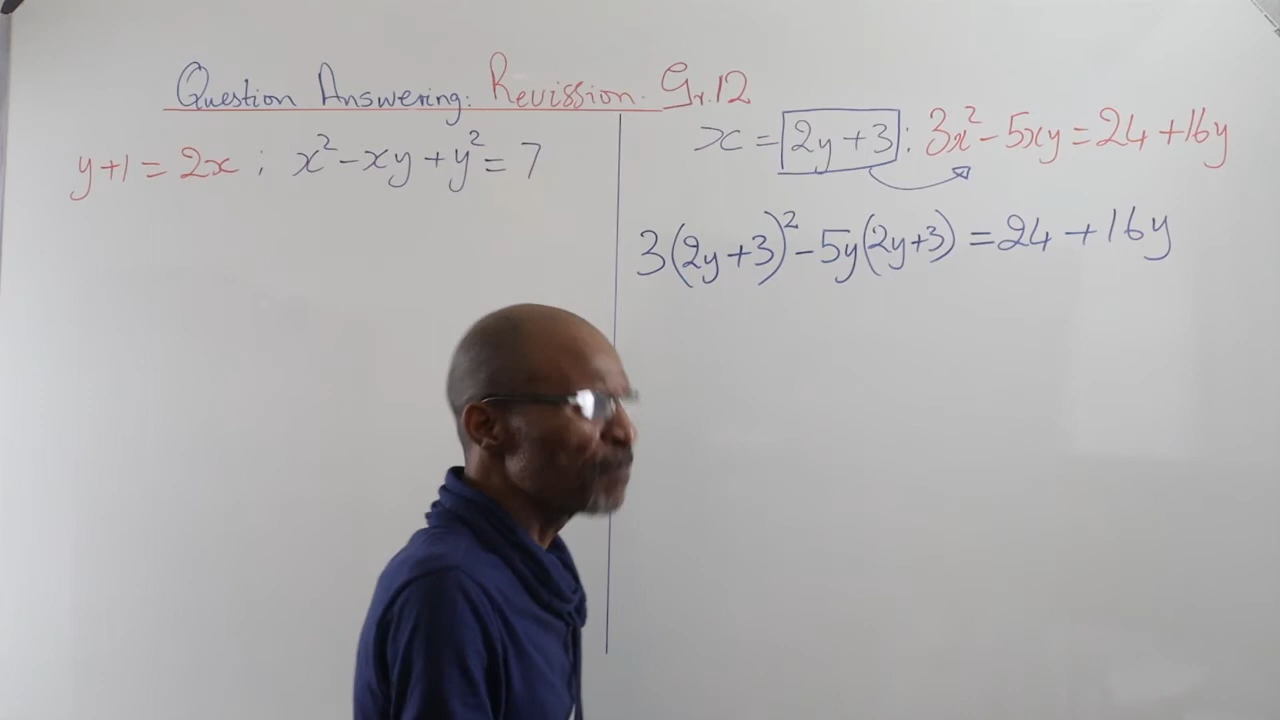 Question Answering: Revission. Gr.12
y+1 = 2x ; x²-xy+y² = 7
x = 2y+3 : 3x²-5xy = 24+16y
3(2y+3)²-5y(2y+3) = 24+16y